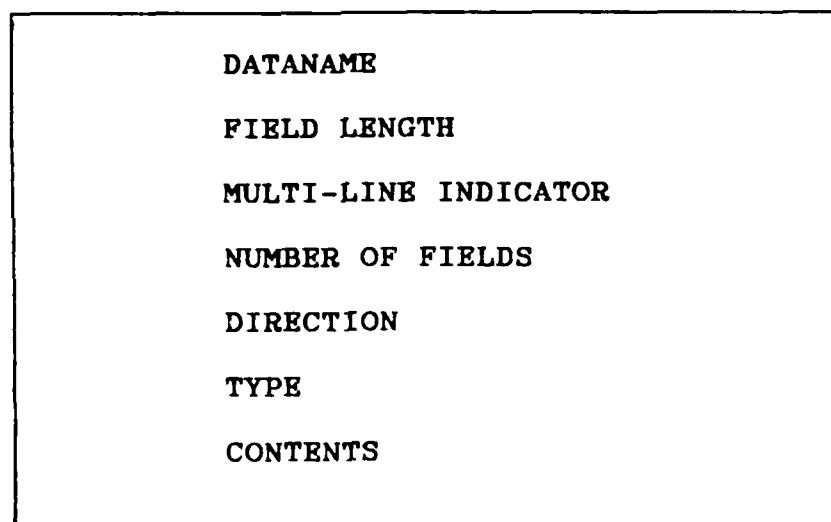 DATANAME
FIELD LENGTH
MULTI-LINE INDICATOR
NUMBER OF FIELDS
DIRECTION
TYPE
CONTENTS